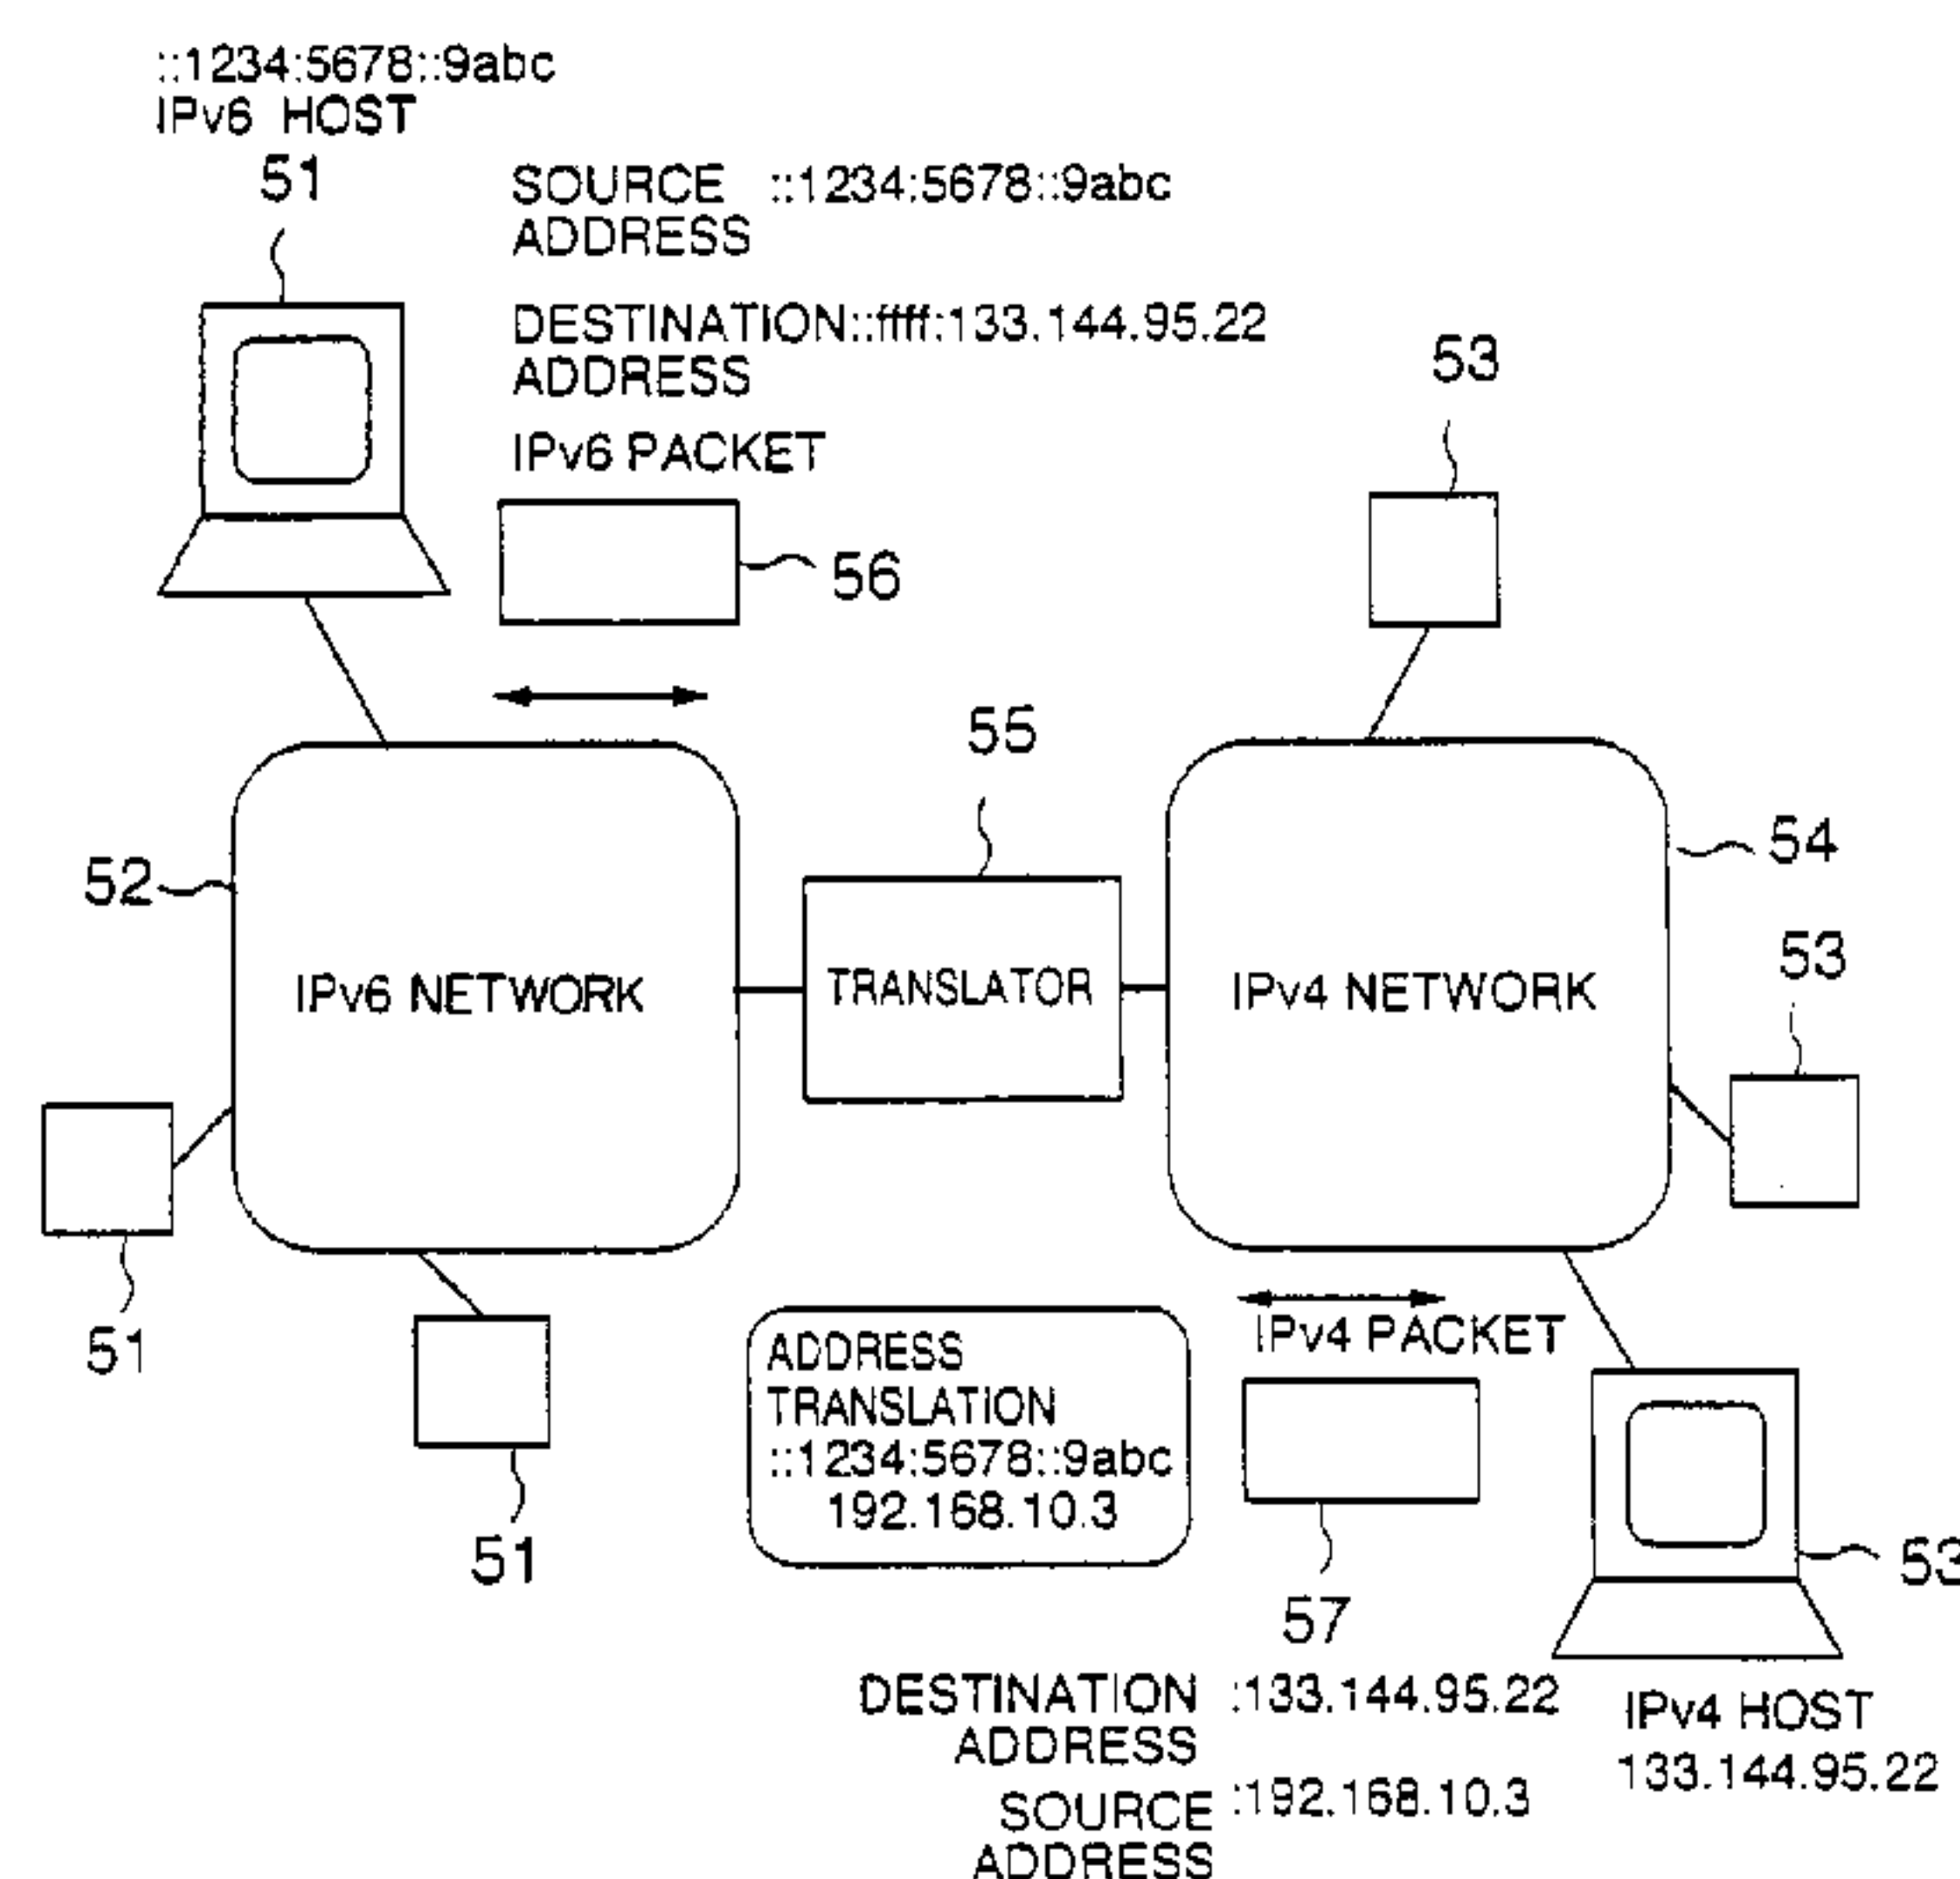 ::1234:5678::9abc
IPv6 HOST
51
SOURCE ::1234:5678::9abc
ADDRESS
DESTINATION::ffff:133.144.95.22
ADDRESS
IPv6 PACKET
56
53
55
54
52
53
IPv6 NETWORK
TRANSLATOR
IPv4 NETWORK
51
51
ADDRESS
TRANSLATION
::1234:5678::9abc
192.168.10.3
IPv4 PACKET
57
53
DESTINATION :133.144.95.22
ADDRESS
SOURCE :192.168.10.3
ADDRESS
IPv4 HOST
133.144.95.22